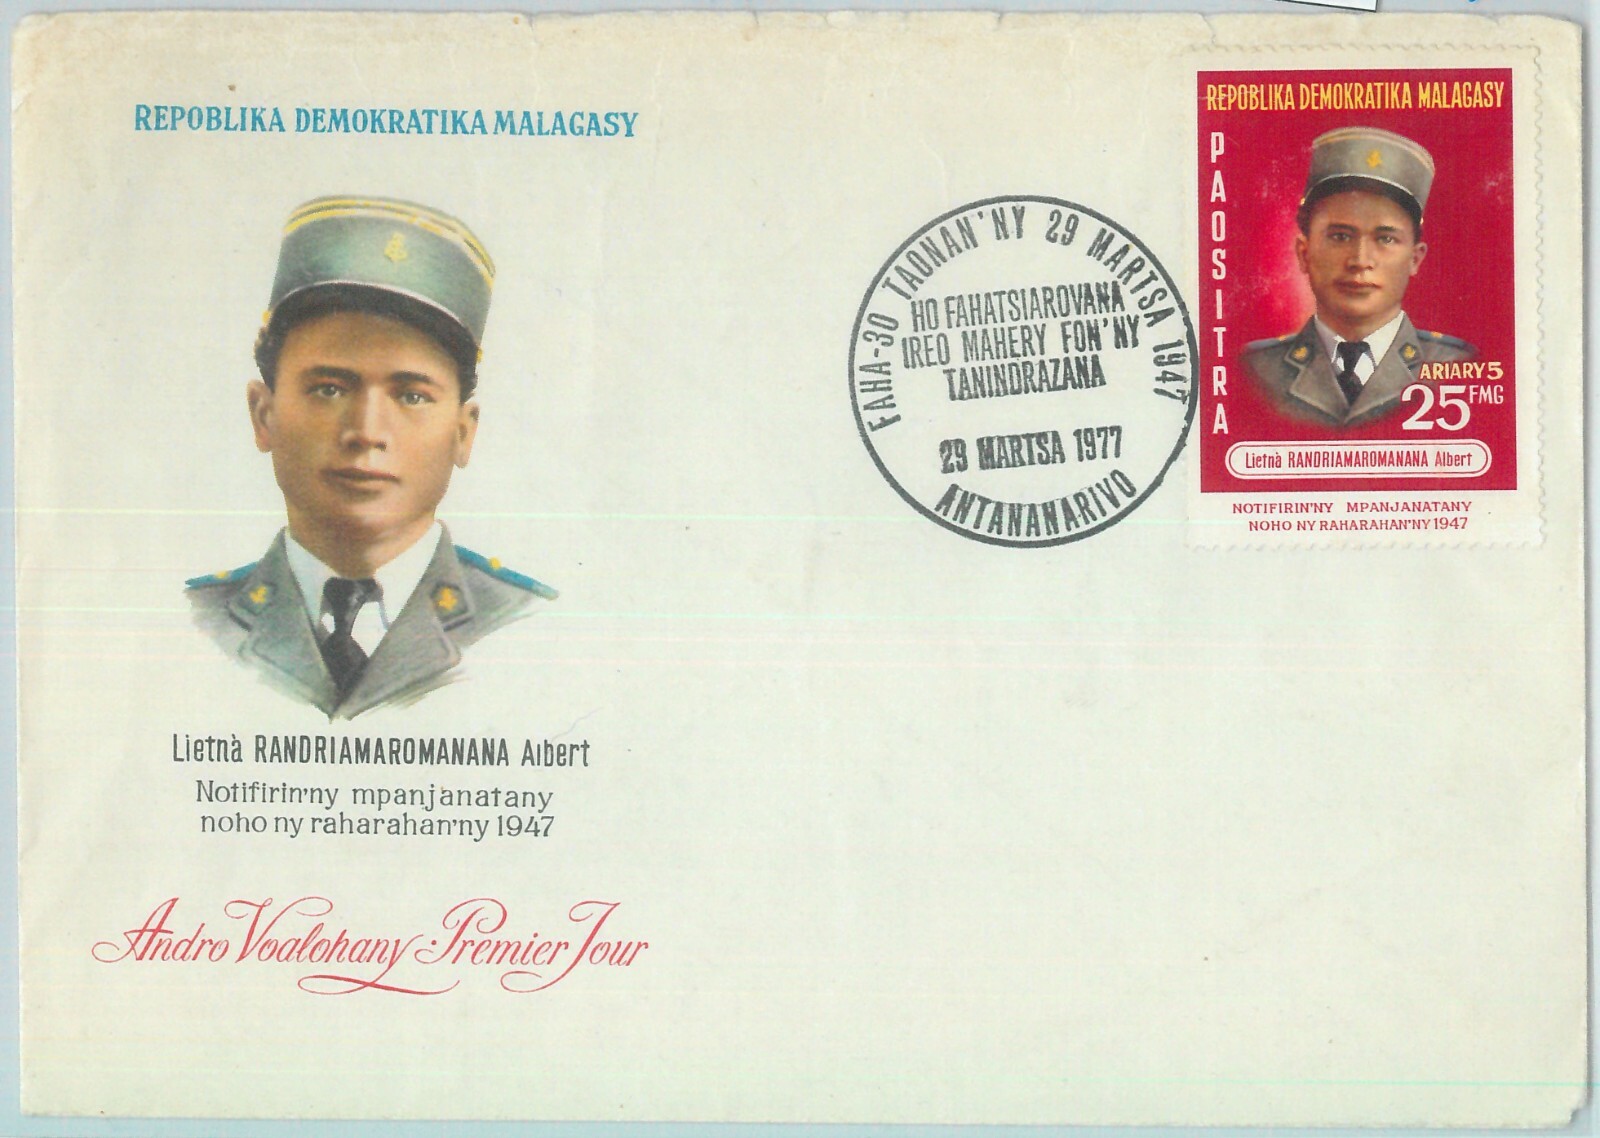 REPOBLIKA DEMOKRATIKA MALAGASY
Lietnà RANDRIAMAROMANANA Albert
Notifirin'ny mpanjanatany
noho ny raharahan'ny 1947
Andro Voalohany · Premier Jour
FAHA-30 TAONAN'NY 29 MARTSA 1947
HO FAHATSIAROVANA
IREO MAHERY FON'NY
TANINDRAZANA
29 MARTSA 1977
ANTANANARIVO
REPOBLIKA DEMOKRATIKA MALAGASY
PAOSITRA
ARIARY 5
25 FMG
Lietnà RANDRIAMAROMANANA Albert
NOTIFIRIN'NY MPANJANATANY
NOHO NY RAHARAHAN'NY 1947